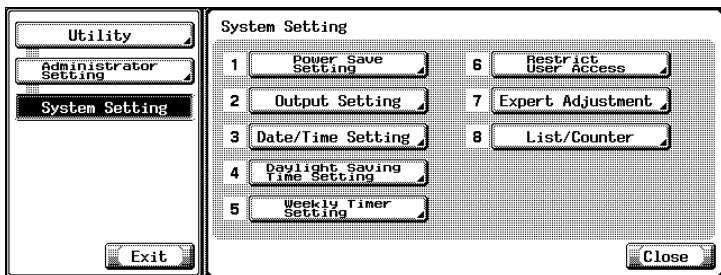 Utility
Administrator
Setting
System Setting
Exit
System Setting
1 Power Save
Setting
2 Output Setting
3 Date/Time Setting
4 Daylight Saving
Time Setting
5 Weekly Timer
Setting
6 Restrict
User Access
7 Expert Adjustment
8 List/Counter
Close